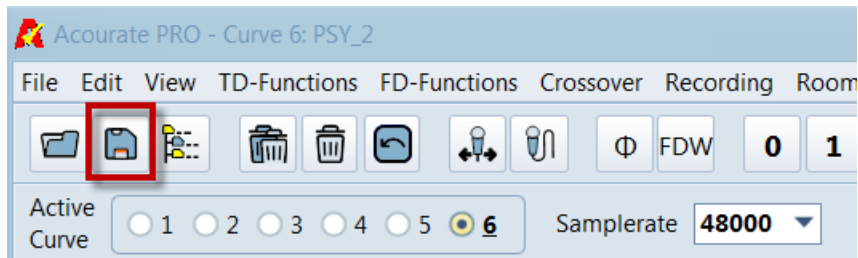 Acourate PRO - Curve 6: PSY_2
File Edit View TD-Functions FD-Functions Crossover Recording Room
Φ FDW 0 1
Active Curve 1 2 3 4 5 6 Samplerate 48000